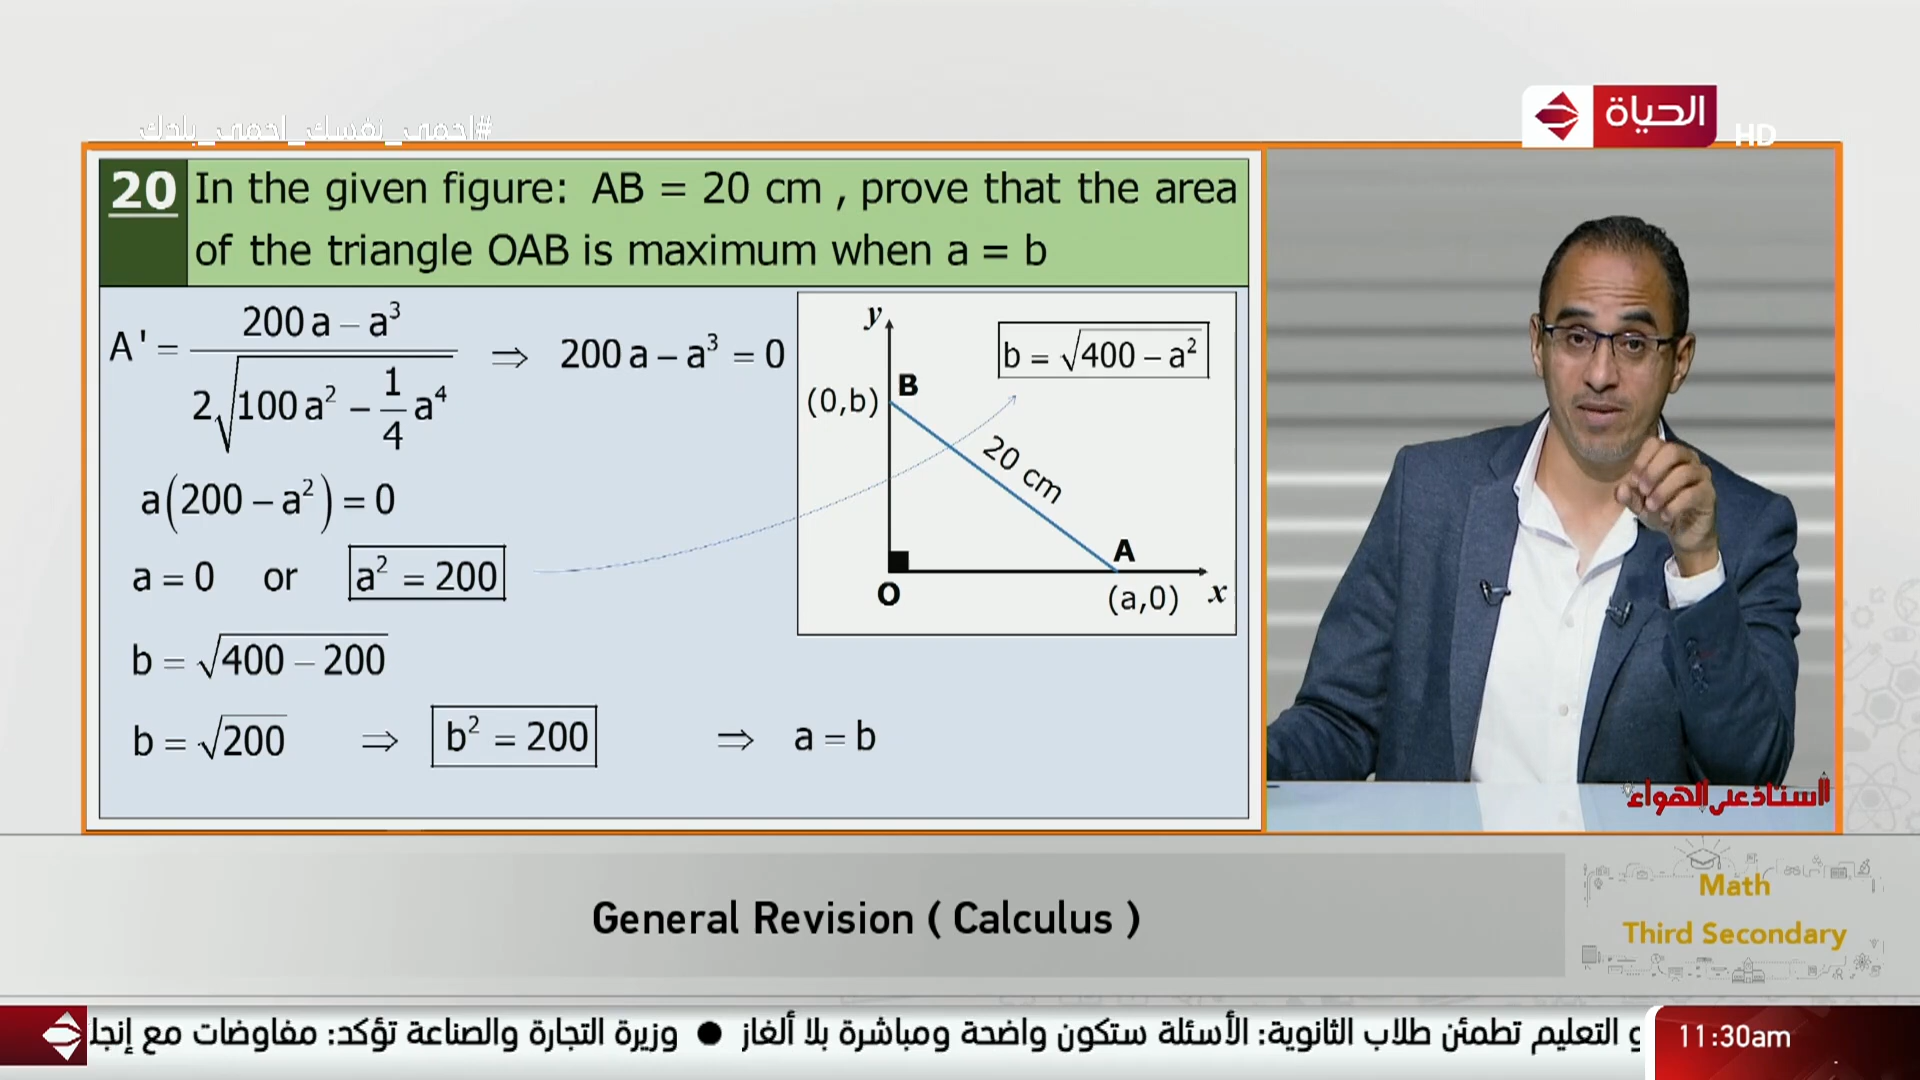 #احمي_نفسك_احمي_بلدك
الحياة
HD
20 In the given figure: AB = 20 cm , prove that the area
of the triangle OAB is maximum when a = b
A' = (200 a – a³) / (2√(100 a² – 1/4 a⁴)) ⇒ 200 a – a³ = 0
a(200 – a²) = 0
a = 0 or a² = 200
b = √(400 – 200)
b = √200 ⇒ b² = 200 ⇒ a = b
y
b = √(400 – a²)
B
(0,b)
20 cm
A
O
(a,0)
x
أستاذ على الهواء
General Revision ( Calculus )
Math
Third Secondary
و التعليم تطمئن طلاب الثانوية: الأسئلة ستكون واضحة ومباشرة بلا ألغاز ● وزيرة التجارة والصناعة تؤكد: مفاوضات مع إنجل
11:30am